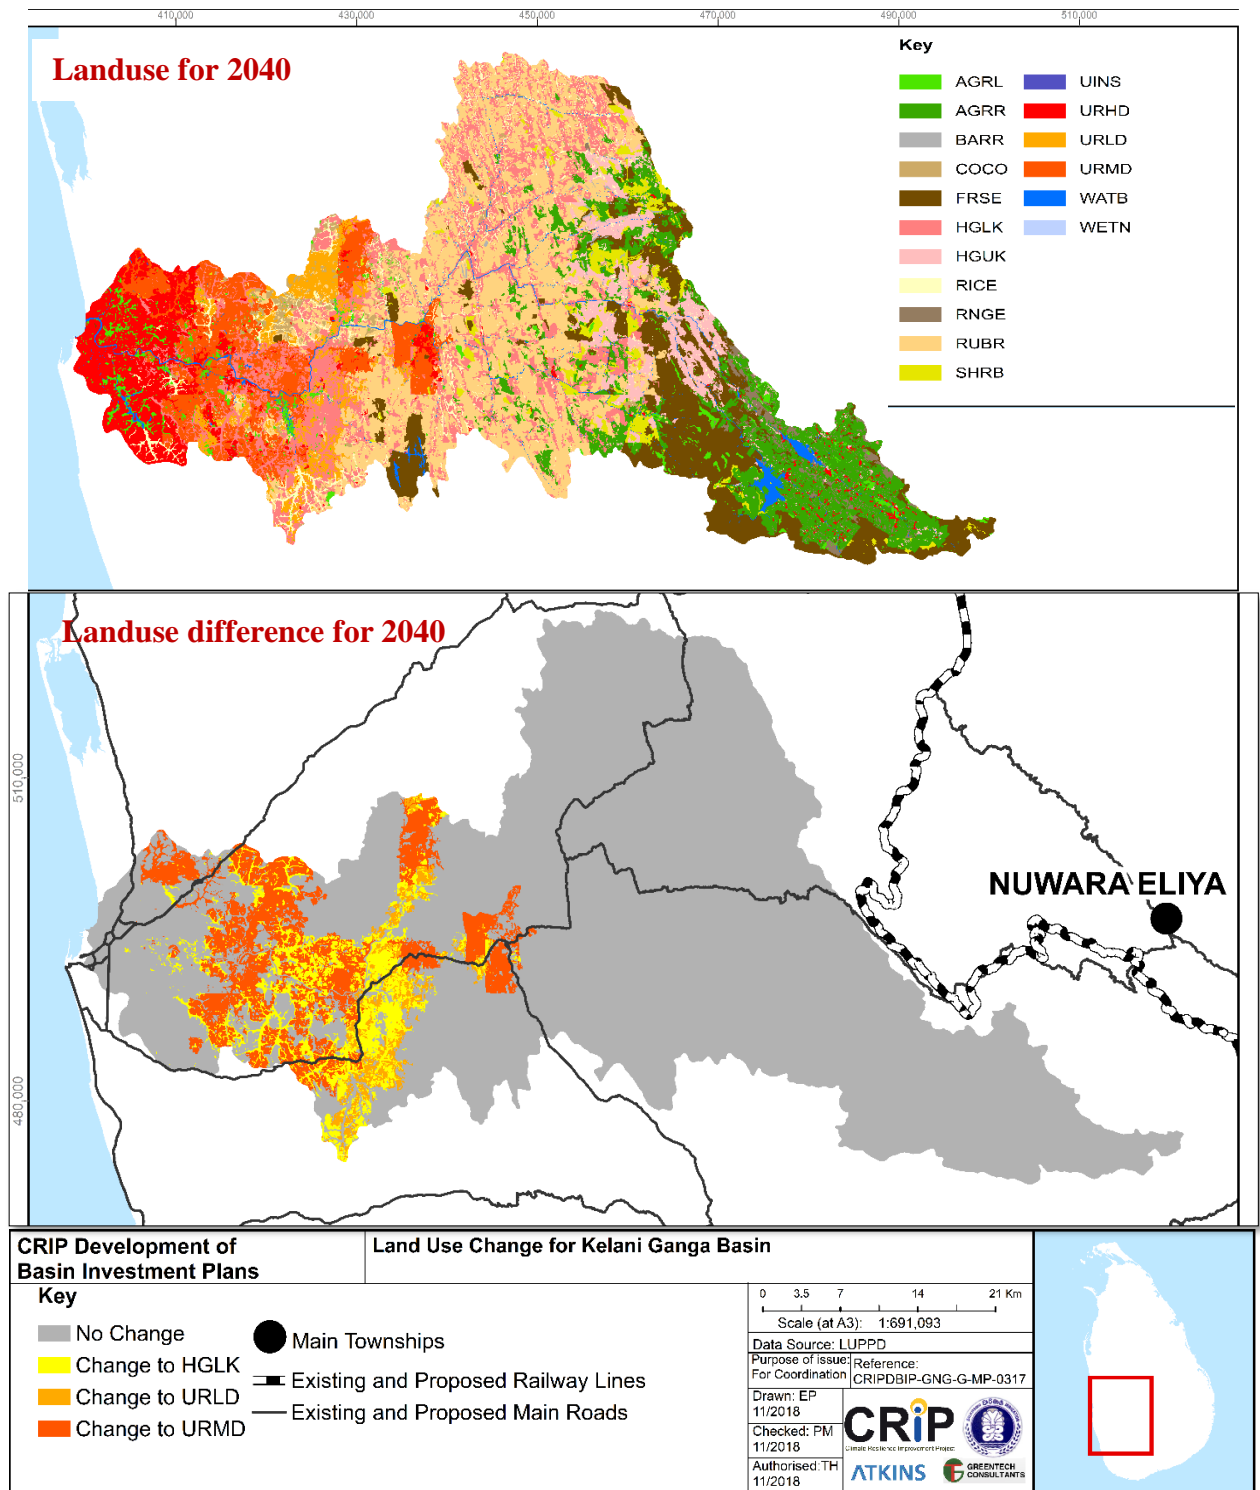 410,000 430,000 450,000 470,000 490,000 510,000
Landuse for 2040
Key
AGRL UINS
AGRR URHD
BARR URLD
COCO URMD
FRSE WATB
HGLK WETN
HGUK
RICE
RNGE
RUBR
SHRB
Landuse difference for 2040
510,000
480,000
NUWARA ELIYA
CRIP Development of
Basin Investment Plans
Land Use Change for Kelani Ganga Basin
Key
No Change
Change to HGLK
Change to URLD
Change to URMD
Main Townships
Existing and Proposed Railway Lines
Existing and Proposed Main Roads
0 3.5 7 14 21 Km
Scale (at A3): 1:691,093
Data Source: LUPPD
Purpose of issue:
For Coordination
Reference:
CRIPDBIP-GNG-G-MP-0317
Drawn: EP
11/2018
Checked: PM
11/2018
Authorised:TH
11/2018
CRiP
Climate Resilience Improvement Project
ATKINS
GREENTECH
CONSULTANTS